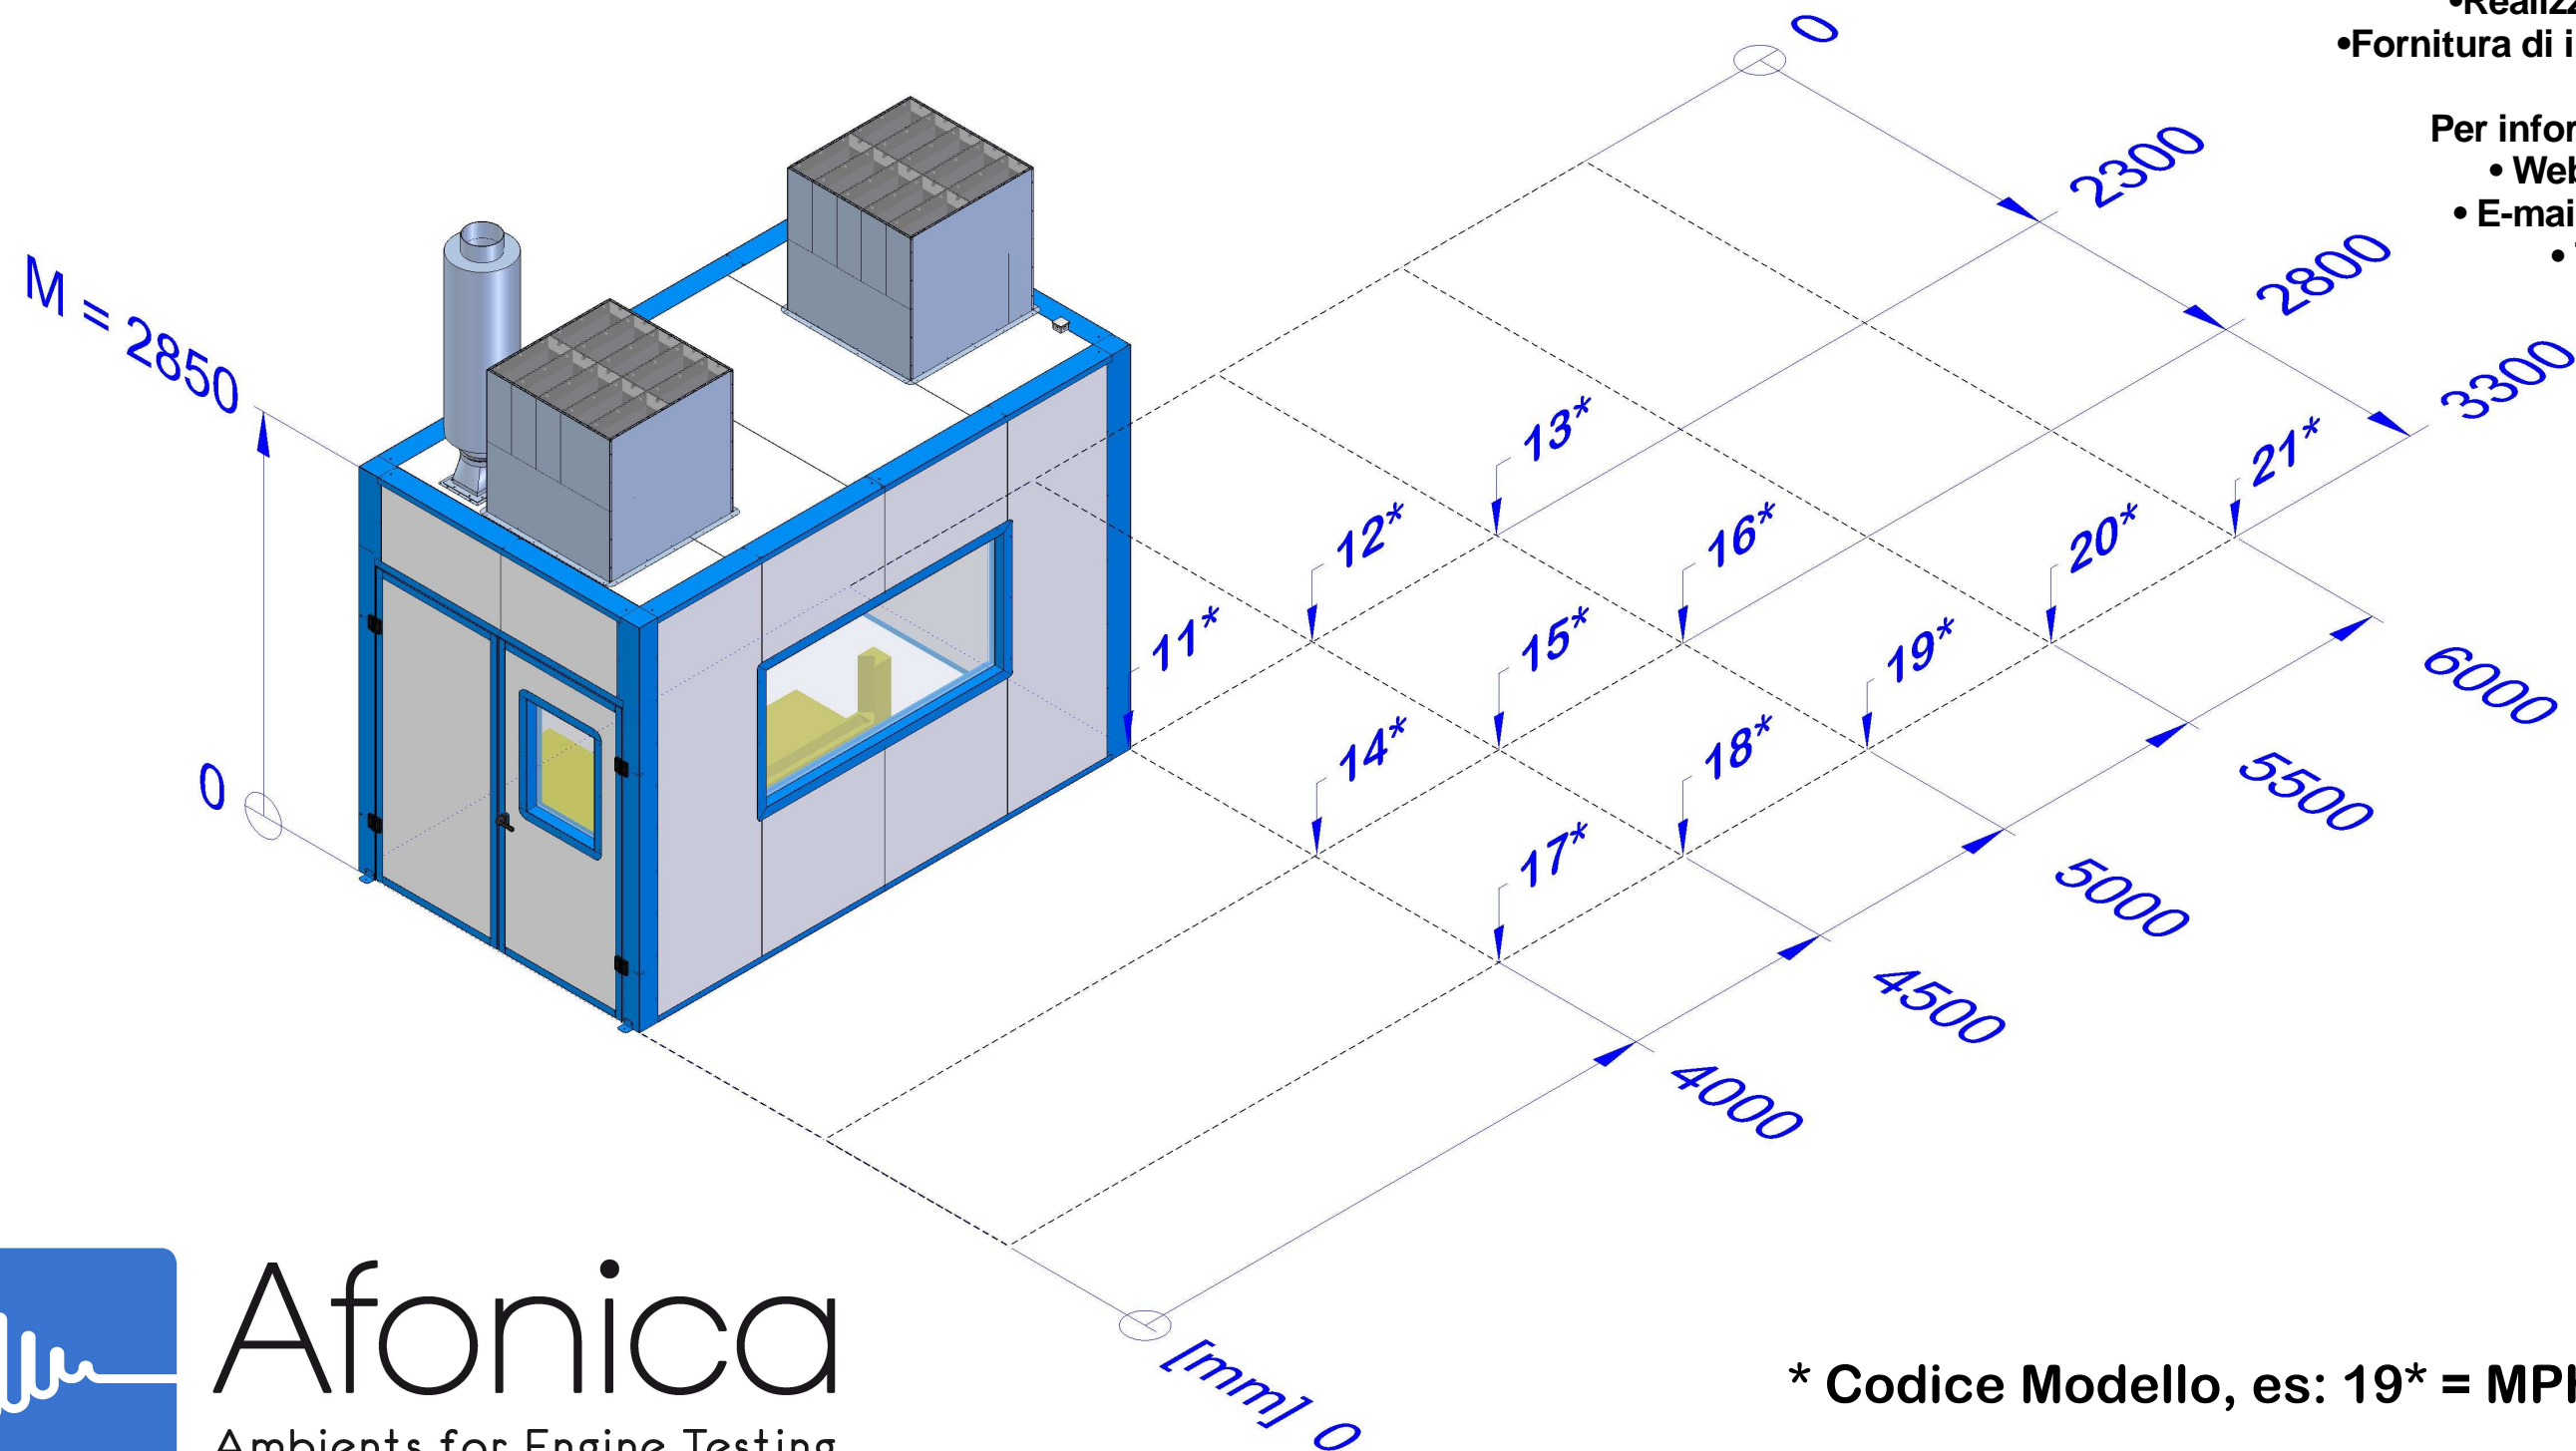 •Realizz
•Fornitura di i
Per infor
• Web
• E-mai
•
0
2300
2800
3300
M = 2850
0
13*
21*
12*
16*
20*
11*
15*
19*
14*
18*
17*
6000
5500
5000
4500
4000
[mm] 0
Afonica
Ambients for Engine Testing
* Codice Modello, es: 19* = MP